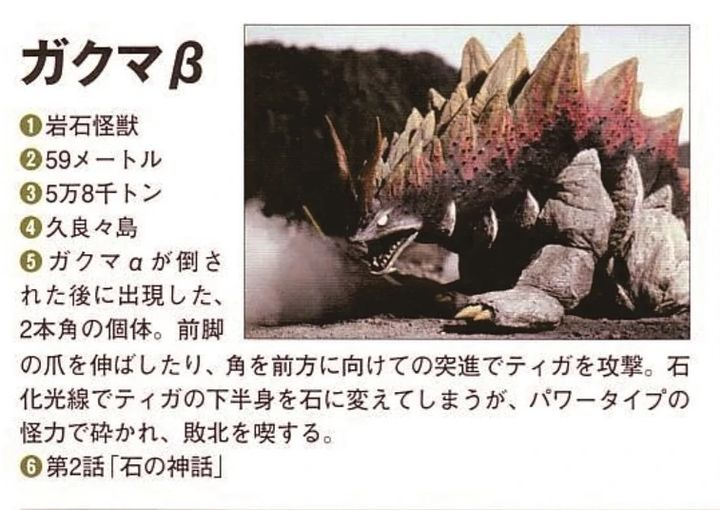 ガクマβ
❶岩石怪獣
❷59メートル
❸5万8千トン
❹久良々島
❺ガクマαが倒さ
れた後に出現した、
2本角の個体。前脚
の爪を伸ばしたり、角を前方に向けての突進でティガを攻撃。石
化光線でティガの下半身を石に変えてしまうが、パワータイプの
怪力で砕かれ、敗北を喫する。
❻第2話「石の神話」